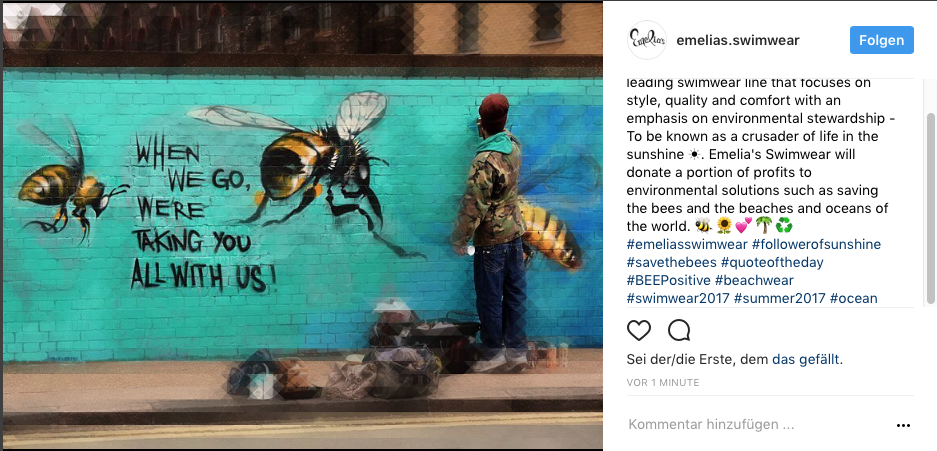 WHEN
WE GO,
WE'RE
TAKING YOU
ALL WITH US!
Emelia's
emelias.swimwear
Folgen
leading swimwear line that focuses on
style, quality and comfort with an
emphasis on environmental stewardship -
To be known as a crusader of life in the
sunshine ☀. Emelia's Swimwear will
donate a portion of profits to
environmental solutions such as saving
the bees and the beaches and oceans of
the world. 🐝🌻💕🌴♻
#emeliasswimwear #followerofsunshine
#savethebees #quoteoftheday
#BEEPositive #beachwear
#swimwear2017 #summer2017 #ocean
Sei der/die Erste, dem das gefällt.
VOR 1 MINUTE
Kommentar hinzufügen ...